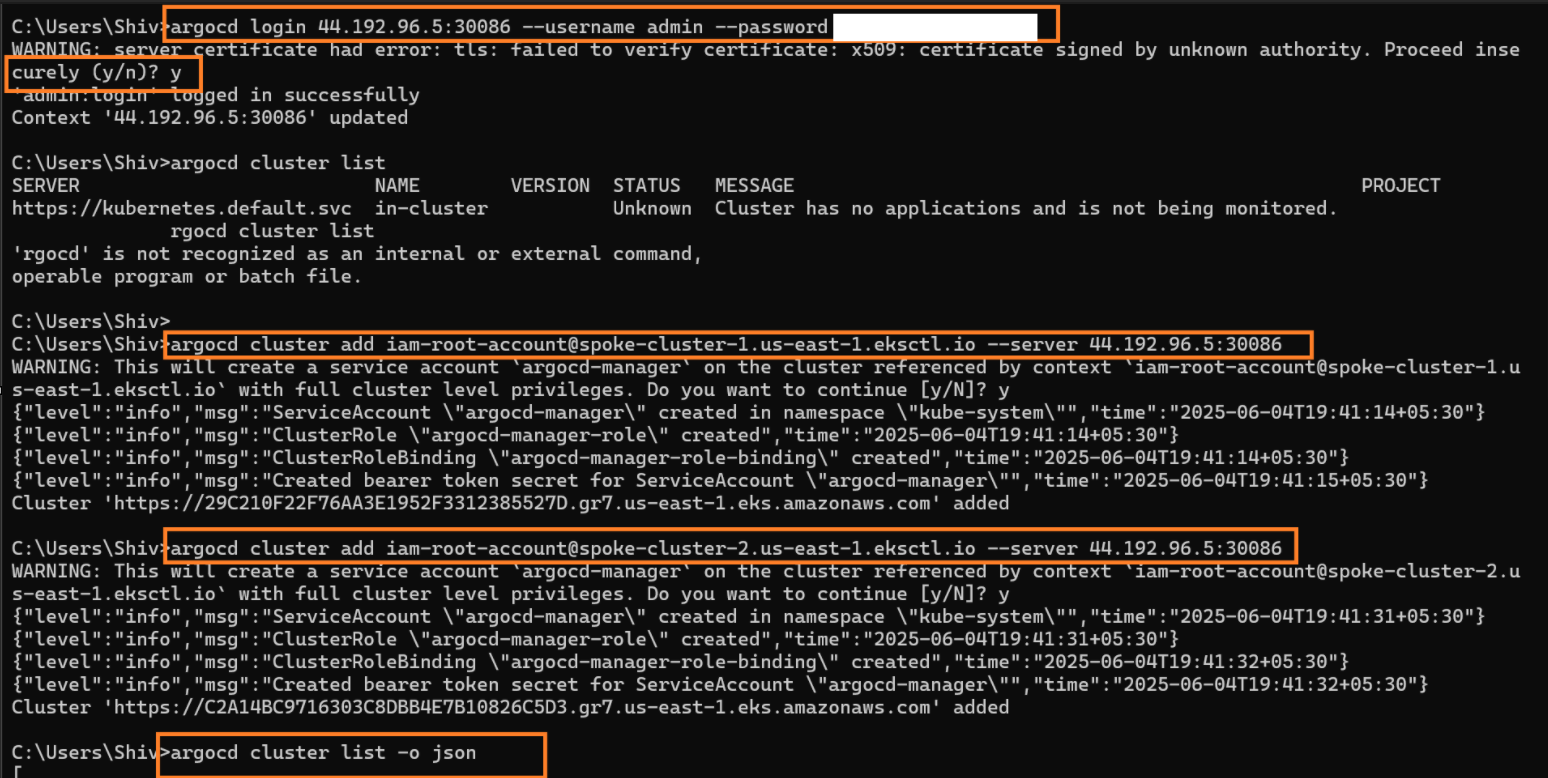 C:\Users\Shiv>argocd login 44.192.96.5:30086 --username admin --password
WARNING: server certificate had error: tls: failed to verify certificate: x509: certificate signed by unknown authority. Proceed inse
curely (y/n)? y
'admin:login' logged in successfully
Context '44.192.96.5:30086' updated
C:\Users\Shiv>argocd cluster list
SERVER                          NAME        VERSION  STATUS   MESSAGE                                                  PROJECT
https://kubernetes.default.svc  in-cluster           Unknown  Cluster has no applications and is not being monitored.
rgocd cluster list
'rgocd' is not recognized as an internal or external command,
operable program or batch file.
C:\Users\Shiv>
C:\Users\Shiv>argocd cluster add iam-root-account@spoke-cluster-1.us-east-1.eksctl.io --server 44.192.96.5:30086
WARNING: This will create a service account `argocd-manager` on the cluster referenced by context `iam-root-account@spoke-cluster-1.u
s-east-1.eksctl.io` with full cluster level privileges. Do you want to continue [y/N]? y
{"level":"info","msg":"ServiceAccount \"argocd-manager\" created in namespace \"kube-system\"","time":"2025-06-04T19:41:14+05:30"}
{"level":"info","msg":"ClusterRole \"argocd-manager-role\" created","time":"2025-06-04T19:41:14+05:30"}
{"level":"info","msg":"ClusterRoleBinding \"argocd-manager-role-binding\" created","time":"2025-06-04T19:41:14+05:30"}
{"level":"info","msg":"Created bearer token secret for ServiceAccount \"argocd-manager\"","time":"2025-06-04T19:41:15+05:30"}
Cluster 'https://29C210F22F76AA3E1952F3312385527D.gr7.us-east-1.eks.amazonaws.com' added
C:\Users\Shiv>argocd cluster add iam-root-account@spoke-cluster-2.us-east-1.eksctl.io --server 44.192.96.5:30086
WARNING: This will create a service account `argocd-manager` on the cluster referenced by context `iam-root-account@spoke-cluster-2.u
s-east-1.eksctl.io` with full cluster level privileges. Do you want to continue [y/N]? y
{"level":"info","msg":"ServiceAccount \"argocd-manager\" created in namespace \"kube-system\"","time":"2025-06-04T19:41:31+05:30"}
{"level":"info","msg":"ClusterRole \"argocd-manager-role\" created","time":"2025-06-04T19:41:31+05:30"}
{"level":"info","msg":"ClusterRoleBinding \"argocd-manager-role-binding\" created","time":"2025-06-04T19:41:32+05:30"}
{"level":"info","msg":"Created bearer token secret for ServiceAccount \"argocd-manager\"","time":"2025-06-04T19:41:32+05:30"}
Cluster 'https://C2A14BC9716303C8DBB4E7B10826C5D3.gr7.us-east-1.eks.amazonaws.com' added
C:\Users\Shiv>argocd cluster list -o json
[